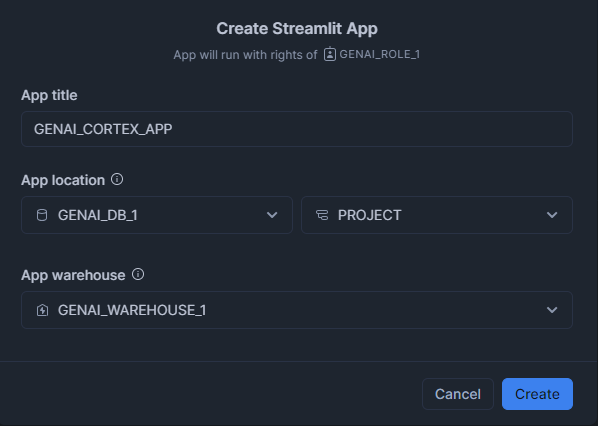 Create Streamlit App
App will run with rights of GENAI_ROLE_1
App title
GENAI_CORTEX_APP
App location
GENAI_DB_1 PROJECT
App warehouse
GENAI_WAREHOUSE_1
Cancel Create